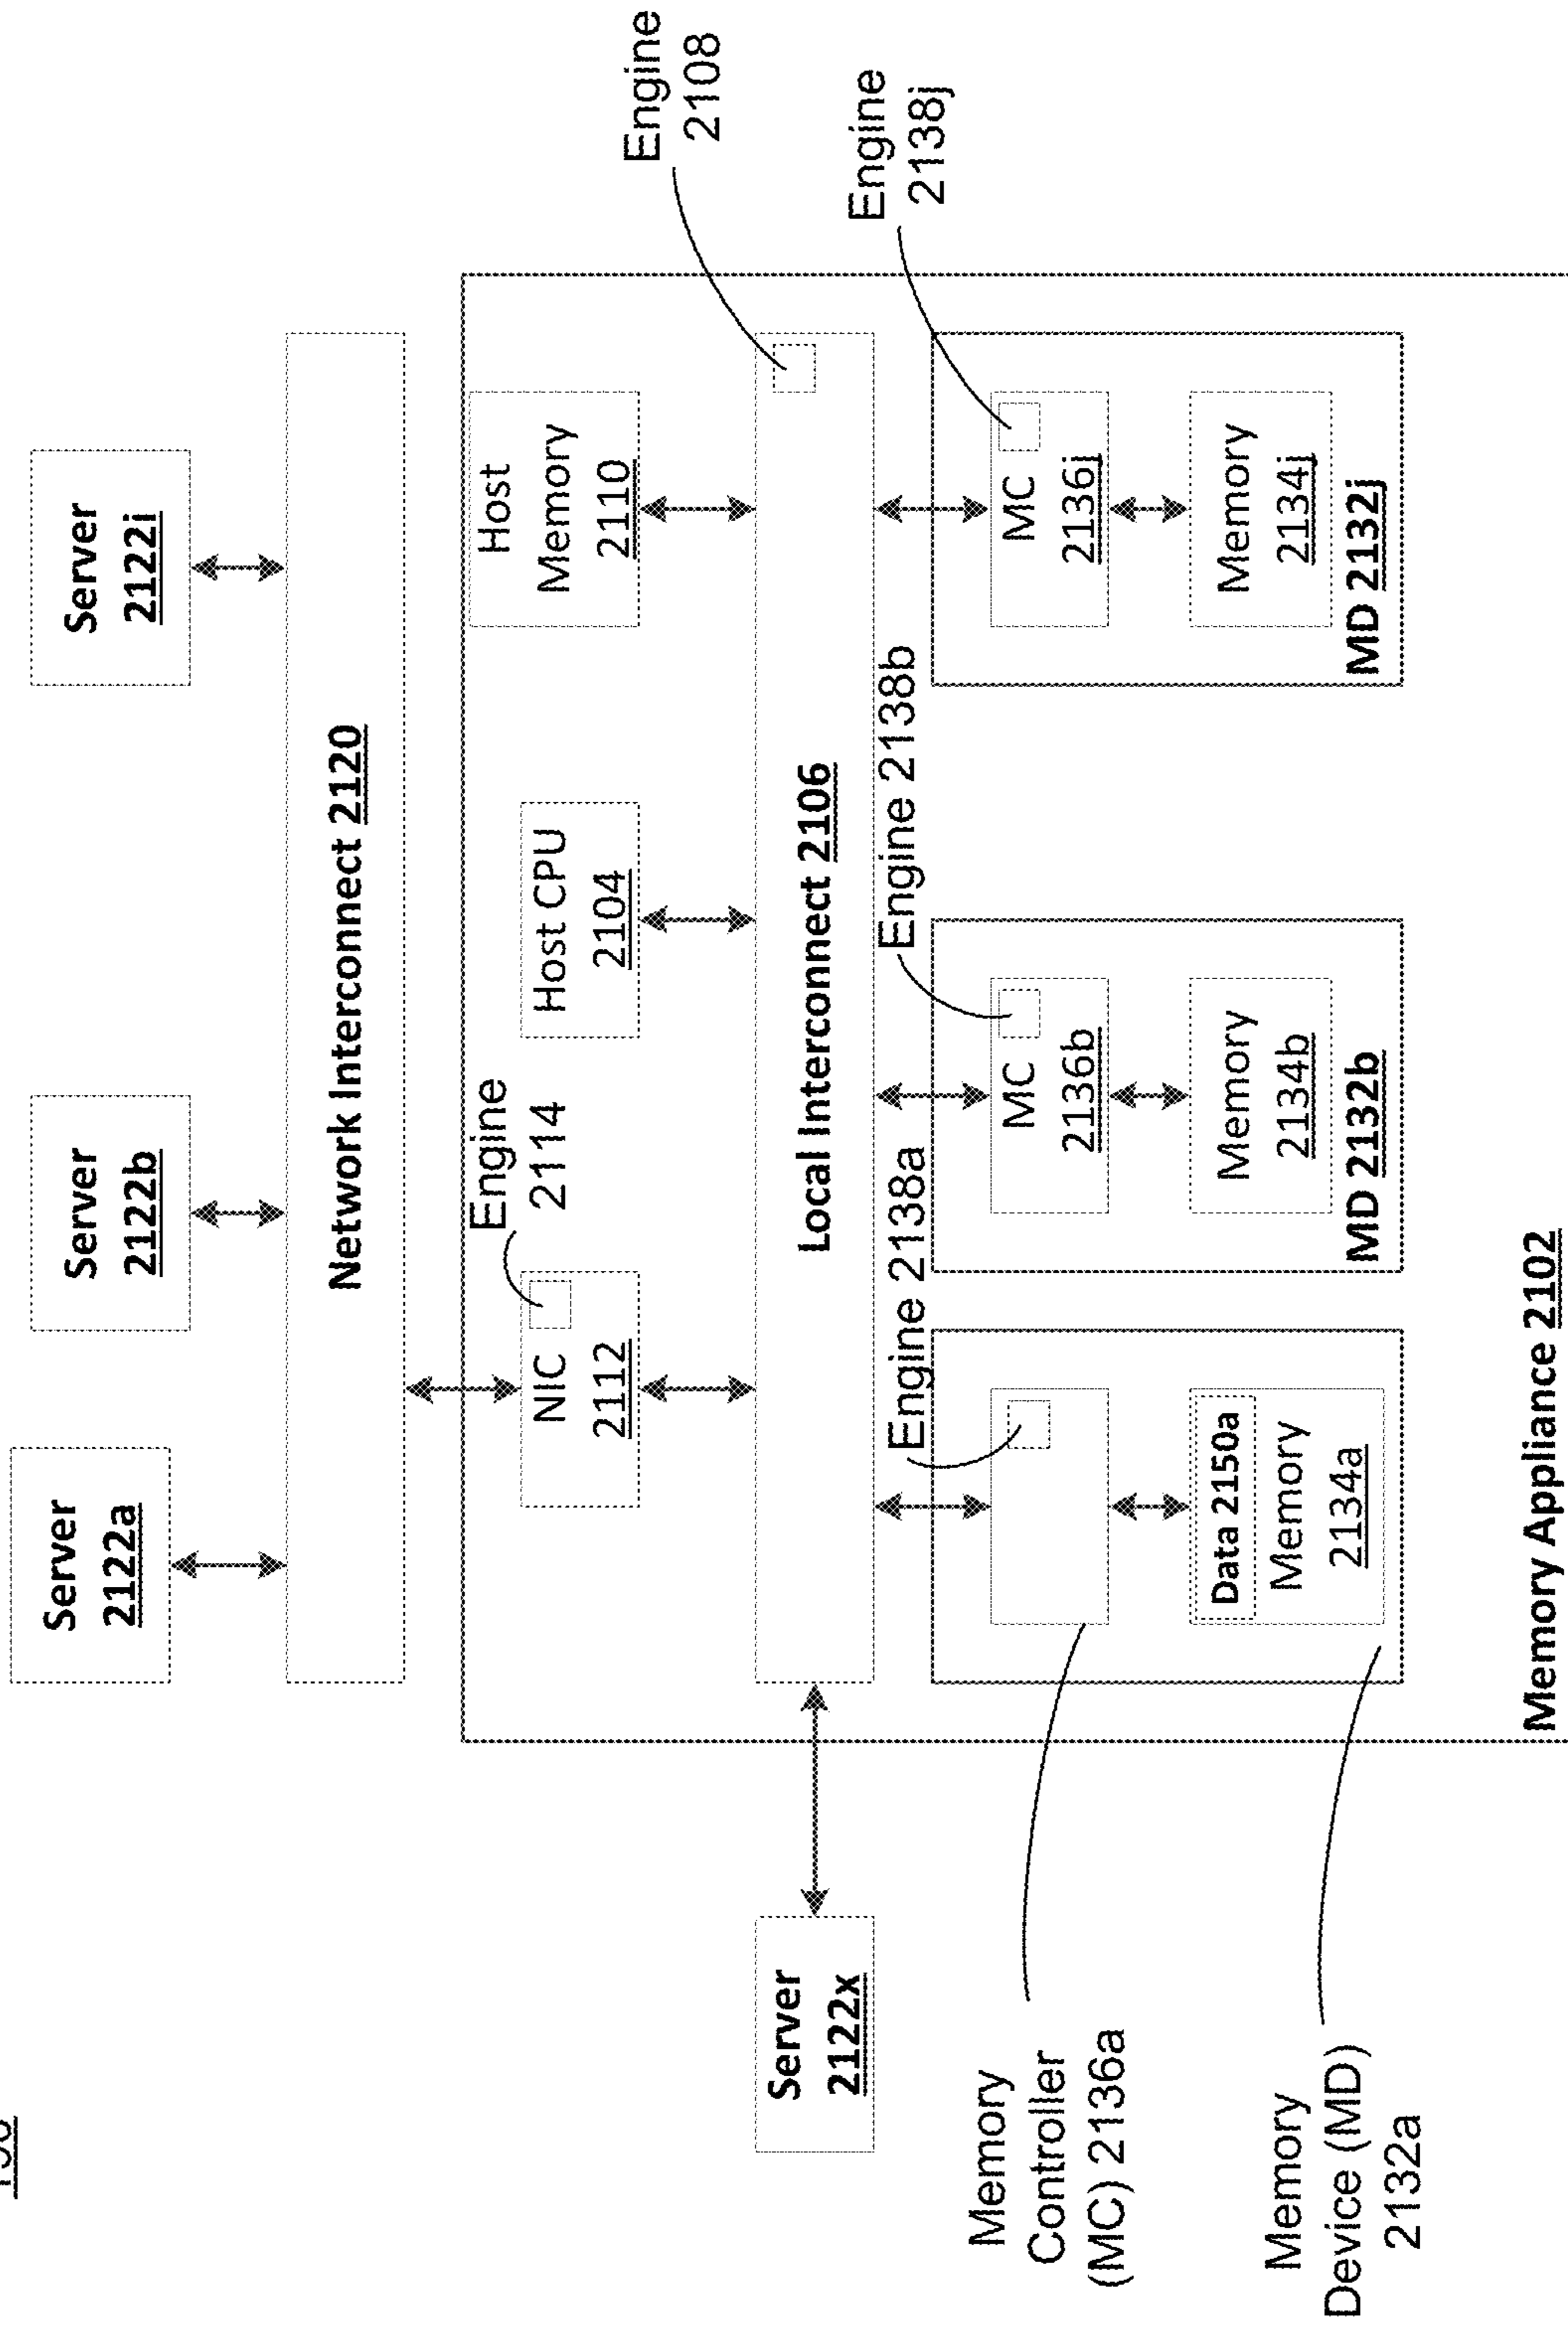 Server
2122a
Server
2122b
Server
2122i
Network Interconnect 2120
Engine
2114
NIC
2112
Host CPU
2104
Host
Memory
2110
Engine
2108
Server
2122x
Local Interconnect 2106
Engine 2138a
Engine 2138b
Engine
2138j
Memory
Controller
(MC) 2136a
MC
2136b
MC
2136j
Data 2150a
Memory
2134a
Memory
2134b
Memory
2134j
Memory
Device (MD)
2132a
MD 2132b
MD 2132j
Memory Appliance 2102